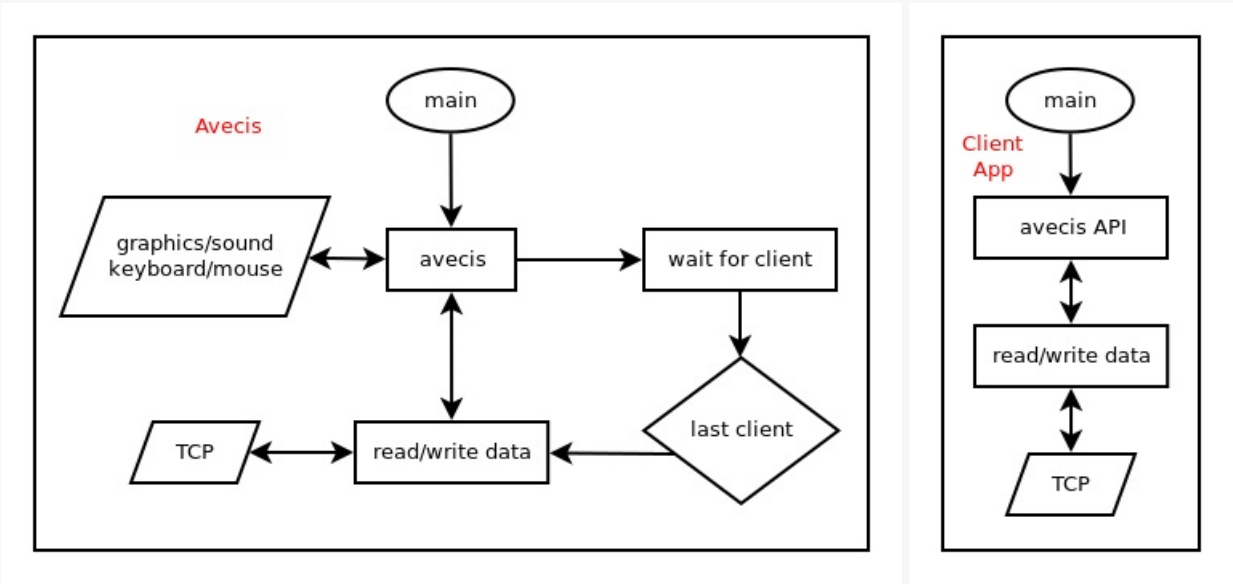 main
Avecis
graphics/sound
keyboard/mouse
avecis
wait for client
last client
TCP
read/write data
main
Client
App
avecis API
read/write data
TCP